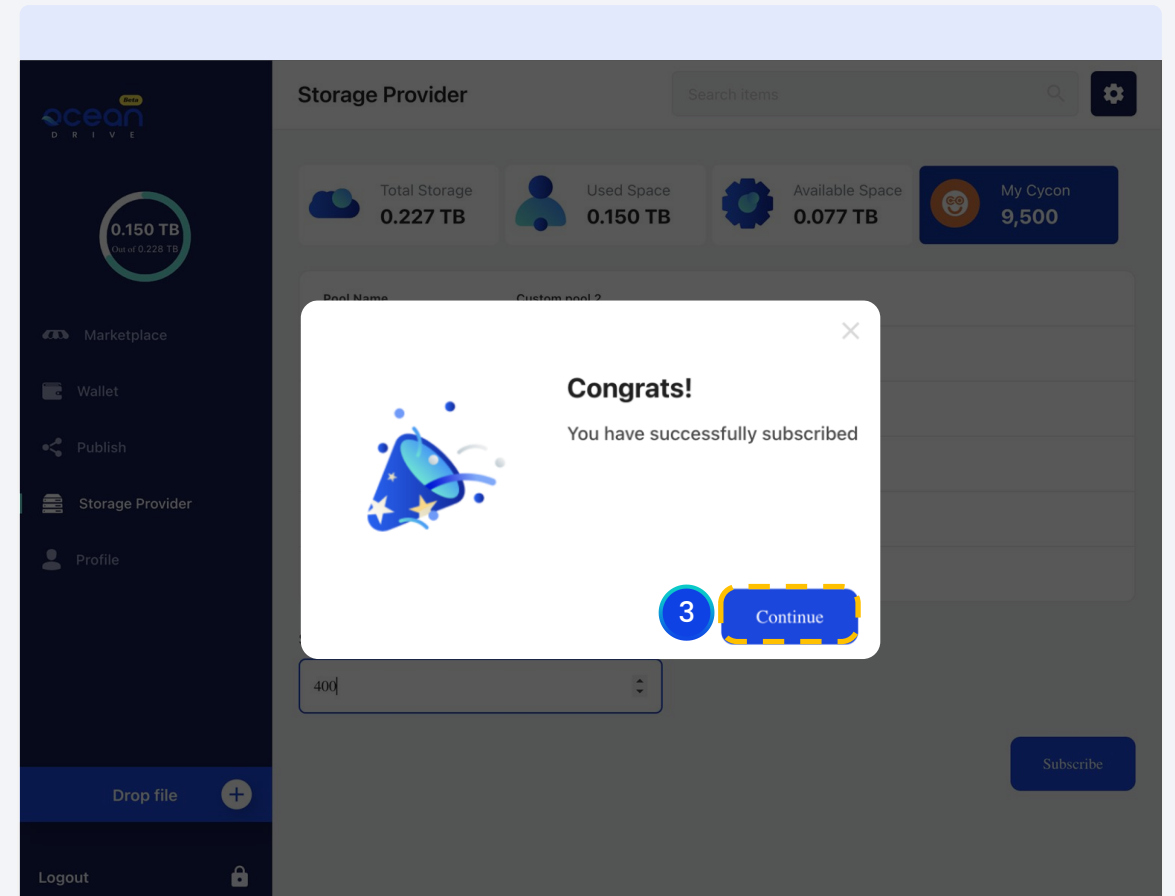 Beta
ocean
DRIVE
0.150 TB
Out of 0.228 TB
Marketplace
Wallet
Publish
Storage Provider
Profile
Drop file
Logout
Storage Provider
Search items
Total Storage
0.227 TB
Used Space
0.150 TB
Available Space
0.077 TB
My Cycon
9,500
Pool Name
Custom pool 2
Congrats!
You have successfully subscribed
3
Continue
400
Subscribe